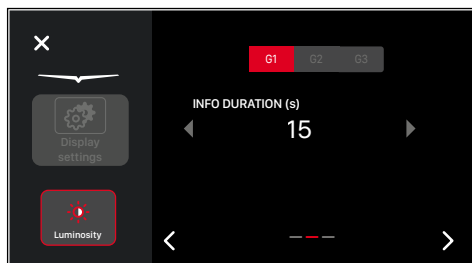 G1 G2 G3
INFO DURATION (s)
15
Display
settings
Luminosity